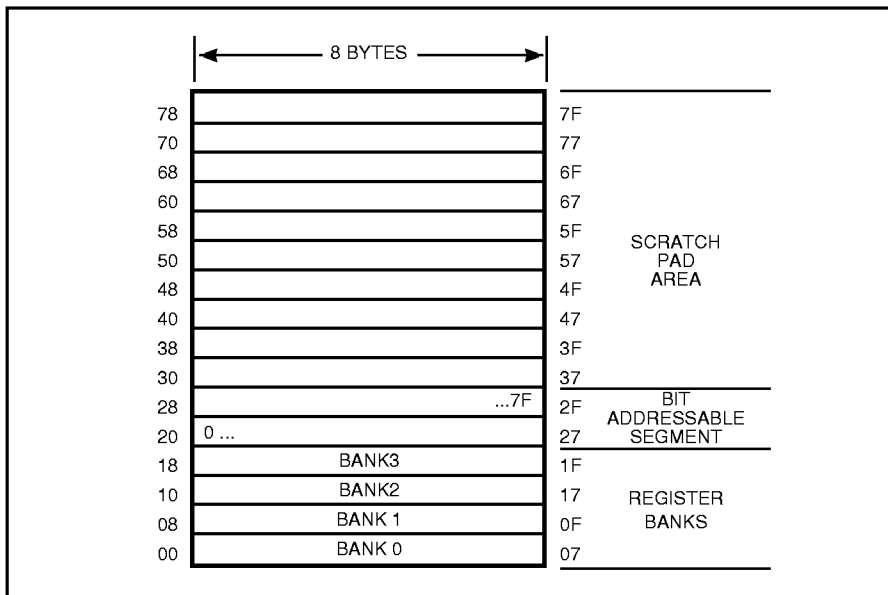 8 BYTES
78 7F
70 77
68 6F
60 67
58 5F
SCRATCH
50 57 PAD
AREA
48 4F
40 47
38 3F
30 37
28 ...7F 2F BIT
ADDRESSABLE
20 0 ... 27 SEGMENT
18 BANK3 1F
10 BANK2 17 REGISTER
08 BANK 1 0F BANKS
00 BANK 0 07